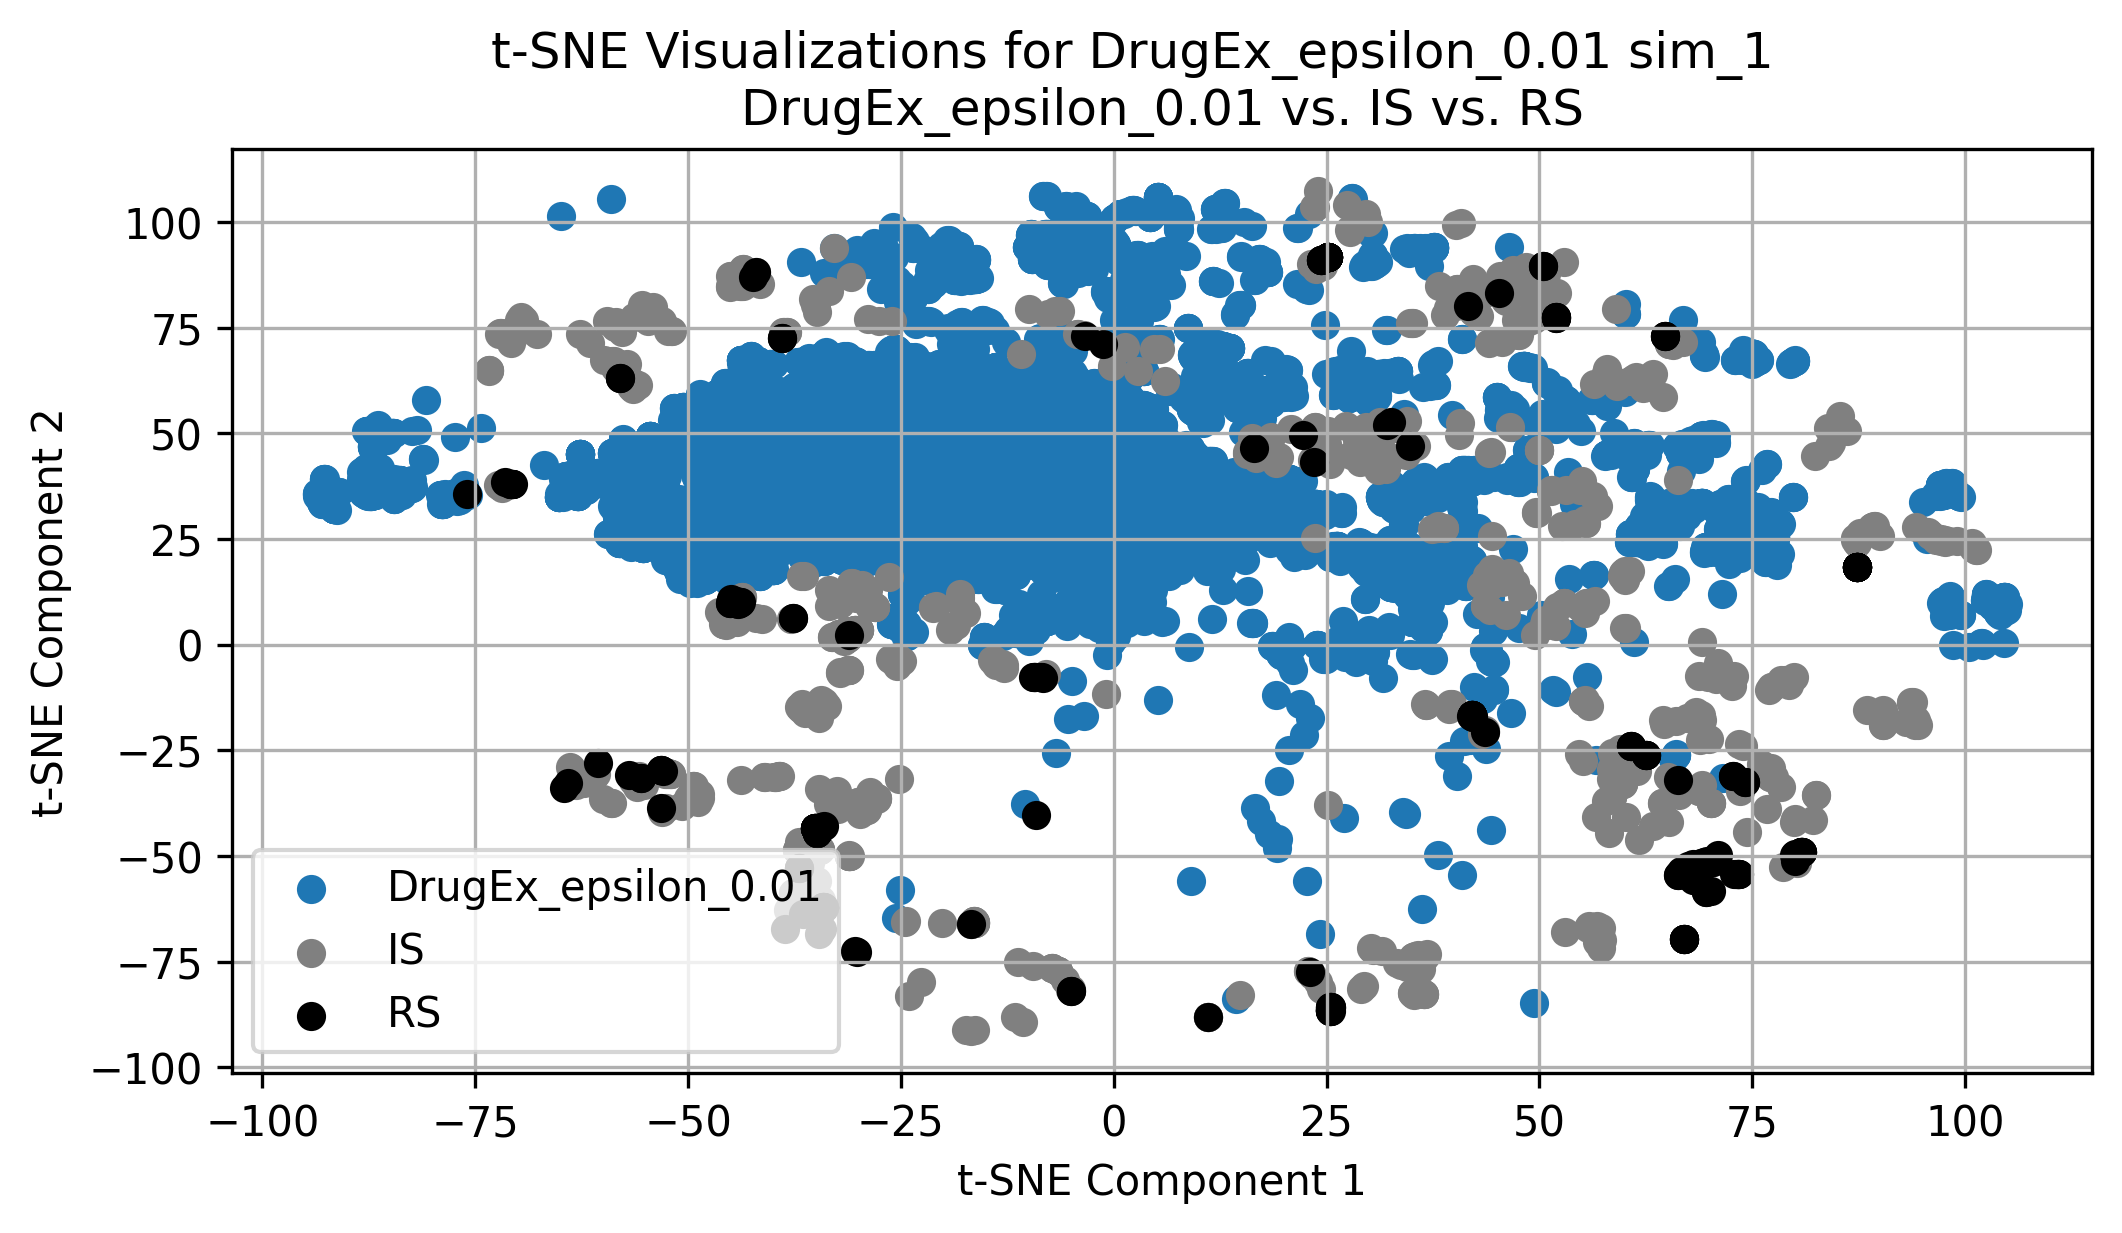 t-SNE Visualizations for DrugEx_epsilon_0.01 sim_1
DrugEx_epsilon_0.01 vs. IS vs. RS
t-SNE Component 2
100
75
50
25
0
−25
−50
−75
−100
DrugEx_epsilon_0.01
IS
RS
−100
−75
−50
−25
0
25
50
75
100
t-SNE Component 1